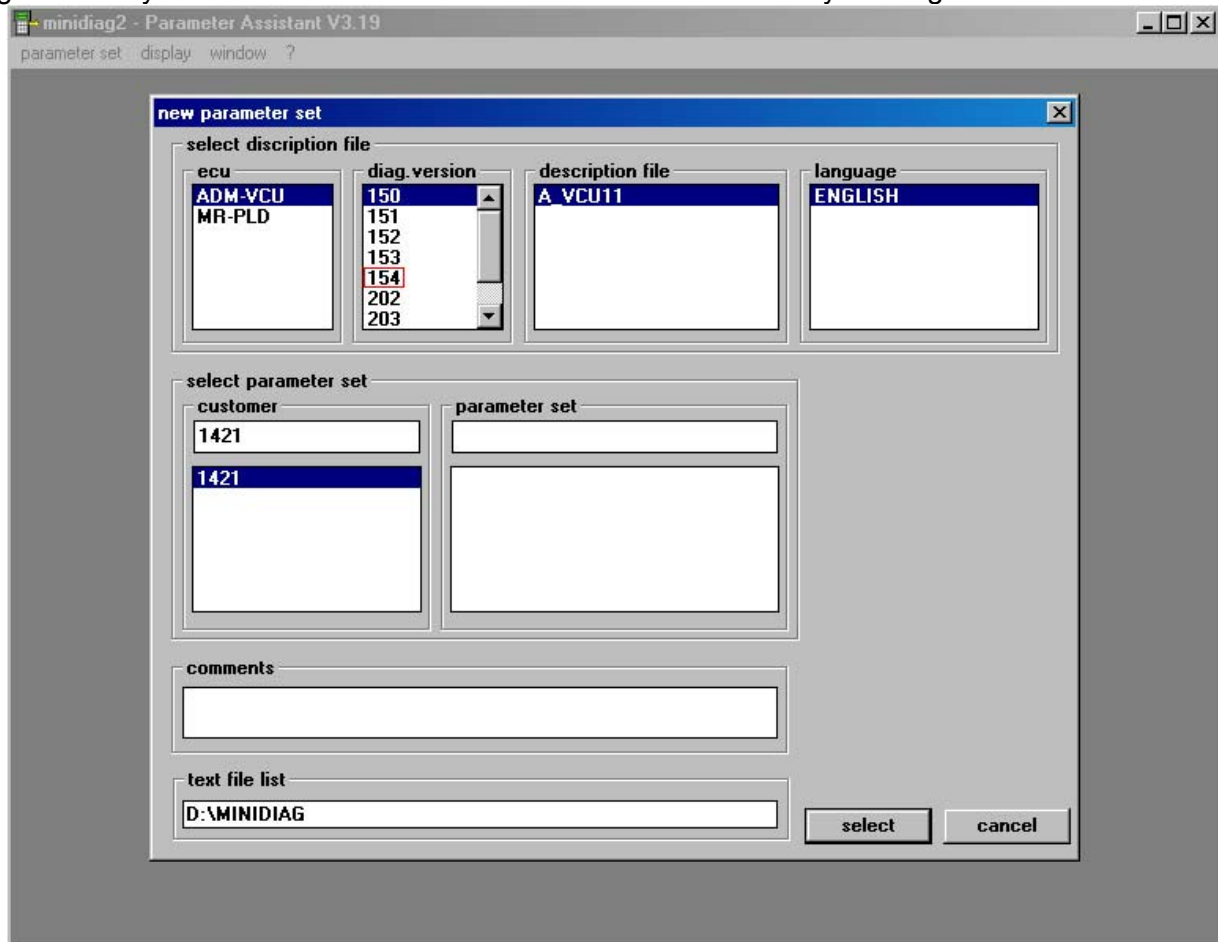 minidiag2 - Parameter Assistant V3.19
parameter set display window ?
new parameter set
select discription file
ecu
ADM-VCU
MR-PLD
diag.version
150
151
152
153
154
202
203
description file
A_VCU11
language
ENGLISH
select parameter set
customer
1421
1421
parameter set
comments
text file list
D:\MINIDIAG
select
cancel